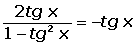 2tg x / (1 − tg² x) = −tg x